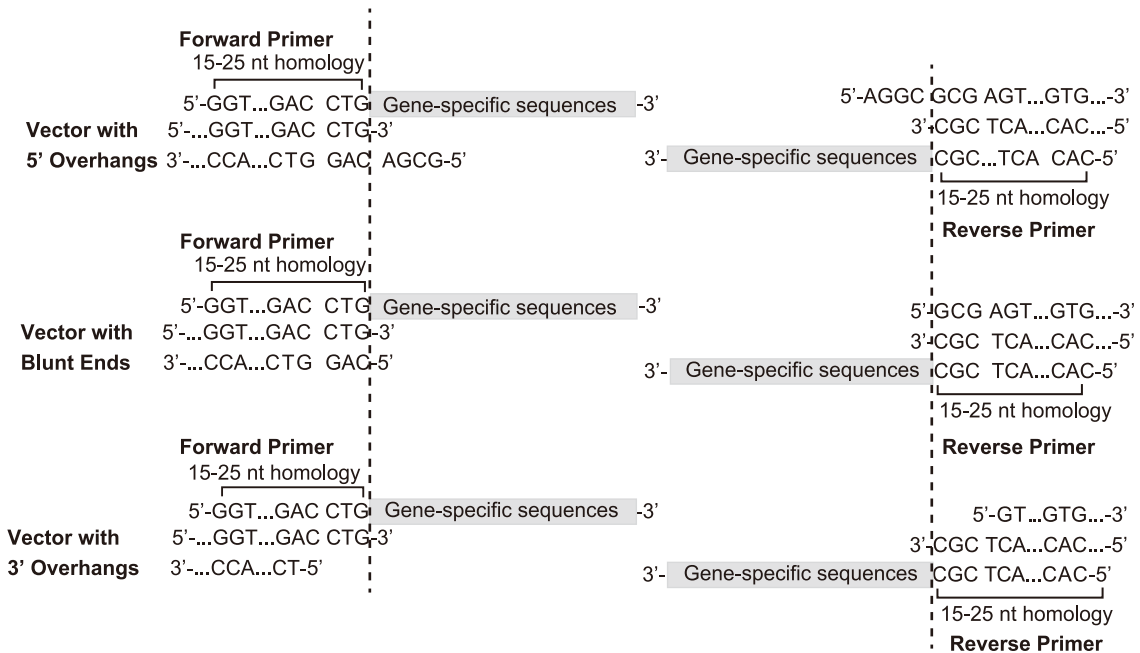 Forward Primer
15-25 nt homology
5'-GGT...GAC CTG Gene-specific sequences -3'
5'-AGGC GCG AGT...GTG...-3'
Vector with 5'-...GGT...GAC CTG-3'
3'-CGC TCA...CAC...-5'
5' Overhangs 3'-...CCA...CTG GAC AGCG-5'
3'- Gene-specific sequences CGC...TCA CAC-5'
15-25 nt homology
Reverse Primer
Forward Primer
15-25 nt homology
5'-GGT...GAC CTG Gene-specific sequences -3'
5'-GCG AGT...GTG...-3'
Vector with 5'-...GGT...GAC CTG-3'
3'-CGC TCA...CAC...-5'
Blunt Ends 3'-...CCA...CTG GAC-5'
3'- Gene-specific sequences CGC TCA...CAC-5'
15-25 nt homology
Reverse Primer
Forward Primer
15-25 nt homology
5'-GGT...GAC CTG Gene-specific sequences -3'
5'-GT...GTG...-3'
Vector with 5'-...GGT...GAC CTG-3'
3'-CGC TCA...CAC...-5'
3' Overhangs 3'-...CCA...CT-5'
3'- Gene-specific sequences CGC TCA...CAC-5'
15-25 nt homology
Reverse Primer